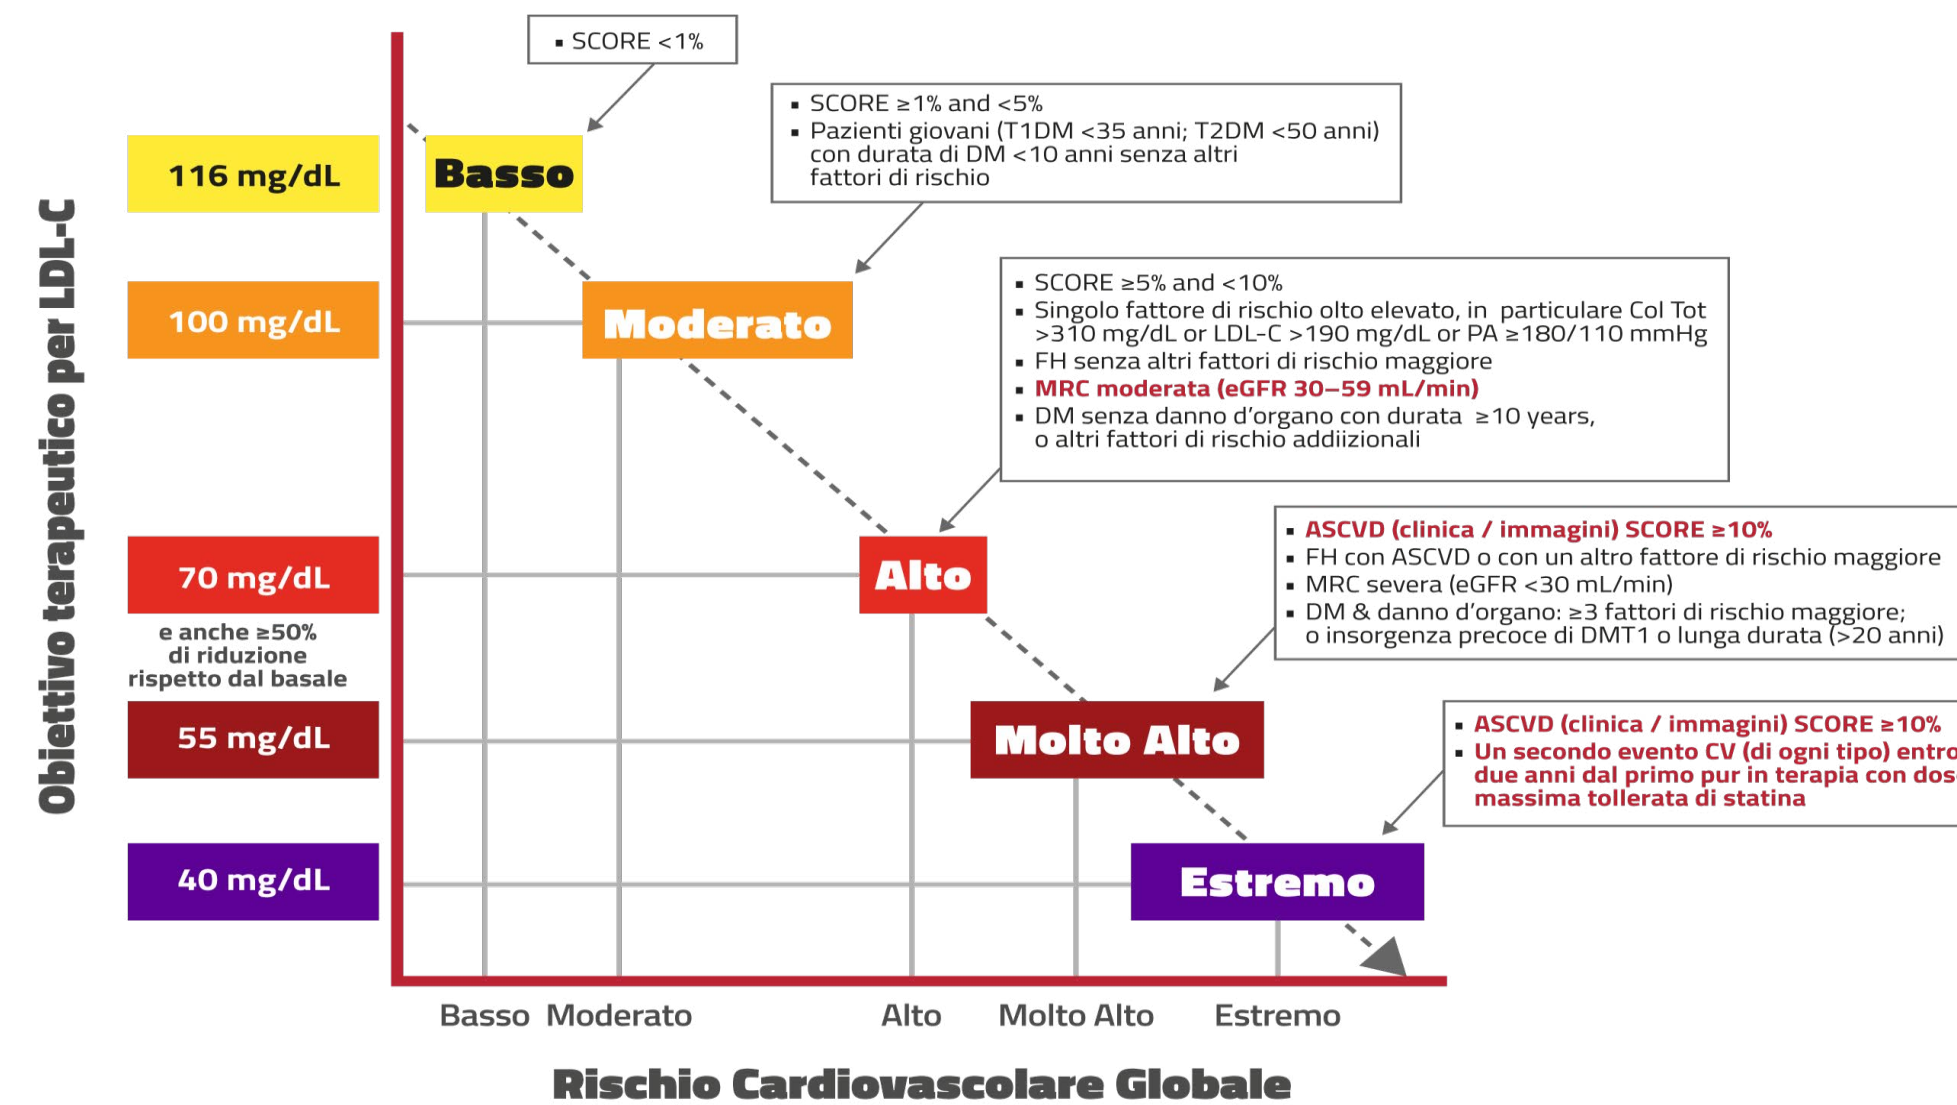 SCORE <1%
SCORE ≥1% and <5%
Pazienti giovani (T1DM <35 anni; T2DM <50 anni)
con durata di DM <10 anni senza altri
fattori di rischio
SCORE ≥5% and <10%
Singolo fattore di rischio olto elevato, in particulare Col Tot
>310 mg/dL or LDL-C >190 mg/dL or PA ≥180/110 mmHg
FH senza altri fattori di rischio maggiore
MRC moderata (eGFR 30–59 mL/min)
DM senza danno d'organo con durata ≥10 years,
o altri fattori di rischio addiizionali
ASCVD (clinica / immagini) SCORE ≥10%
FH con ASCVD o con un altro fattore di rischio maggiore
MRC severa (eGFR <30 mL/min)
DM & danno d'organo: ≥3 fattori di rischio maggiore;
o insorgenza precoce di DMT1 o lunga durata (>20 anni)
ASCVD (clinica / immagini) SCORE ≥10%
Un secondo evento CV (di ogni tipo) entro
due anni dal primo pur in terapia con dos
massima tollerata di statina
Obiettivo terapeutico per LDL-C
116 mg/dL
100 mg/dL
70 mg/dL
e anche ≥50%
di riduzione
rispetto dal basale
55 mg/dL
40 mg/dL
Basso
Moderato
Alto
Molto Alto
Estremo
Basso Moderato Alto Molto Alto Estremo
Rischio Cardiovascolare Globale